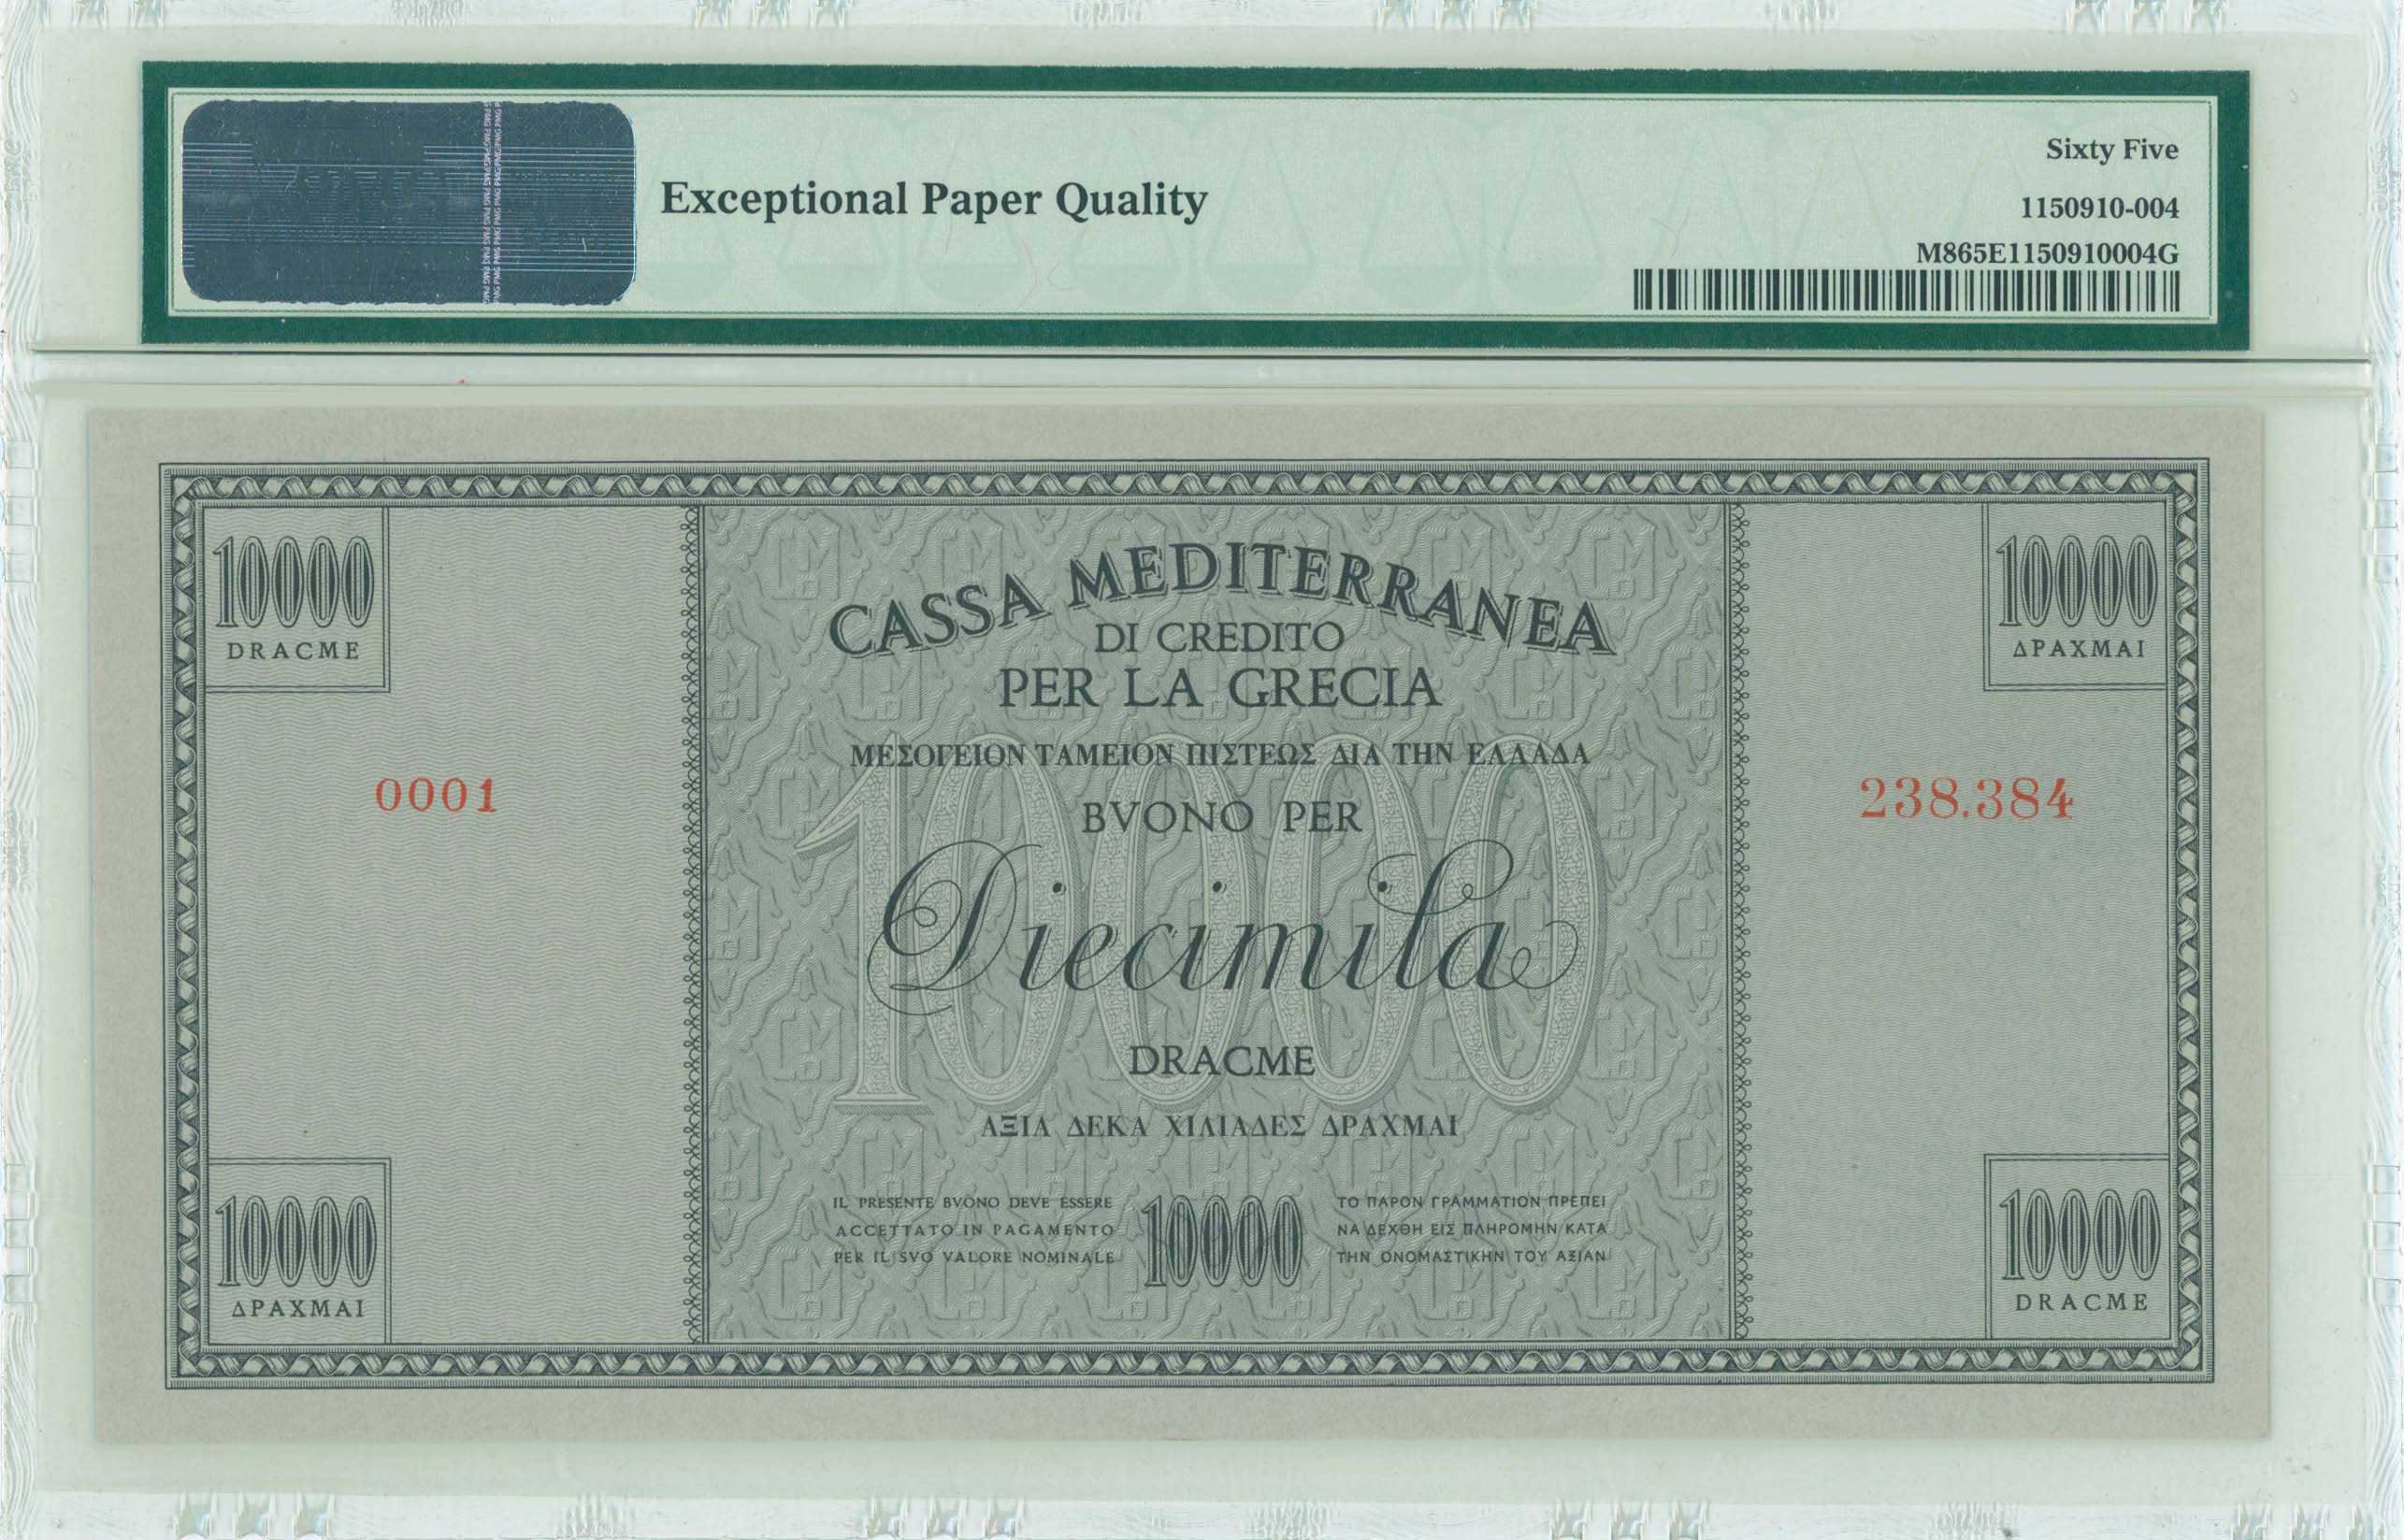 Sixty Five
Exceptional Paper Quality
1150910-004
M865E1150910004G
10000
DRACME
CASSA MEDITERRANEA
DI CREDITO
PER LA GRECIA
10000
ΔΡΑΧΜΑΙ
ΜΕΣΟΓΕΙΟΝ ΤΑΜΕΙΟΝ ΠΙΣΤΕΩΣ ΔΙΑ ΤΗΝ ΕΛΛΑΔΑ
0001
BVONO PER
238.384
10000
Diecimila
DRACME
ΑΞΙΑ ΔΕΚΑ ΧΙΛΙΑΔΕΣ ΔΡΑΧΜΑΙ
10000
ΔΡΑΧΜΑΙ
IL PRESENTE BVONO DEVE ESSERE
ACCETTATO IN PAGAMENTO
PER IL SVO VALORE NOMINALE
10000
ΤΟ ΠΑΡΟΝ ΓΡΑΜΜΑΤΙΟΝ ΠΡΕΠΕΙ
ΝΑ ΔΕΧΘΗ ΕΙΣ ΠΛΗΡΟΜΗΝ ΚΑΤΑ
ΤΗΝ ΟΝΟΜΑΣΤΙΚΗΝ ΤΟΥ ΑΞΙΑΝ
10000
DRACME